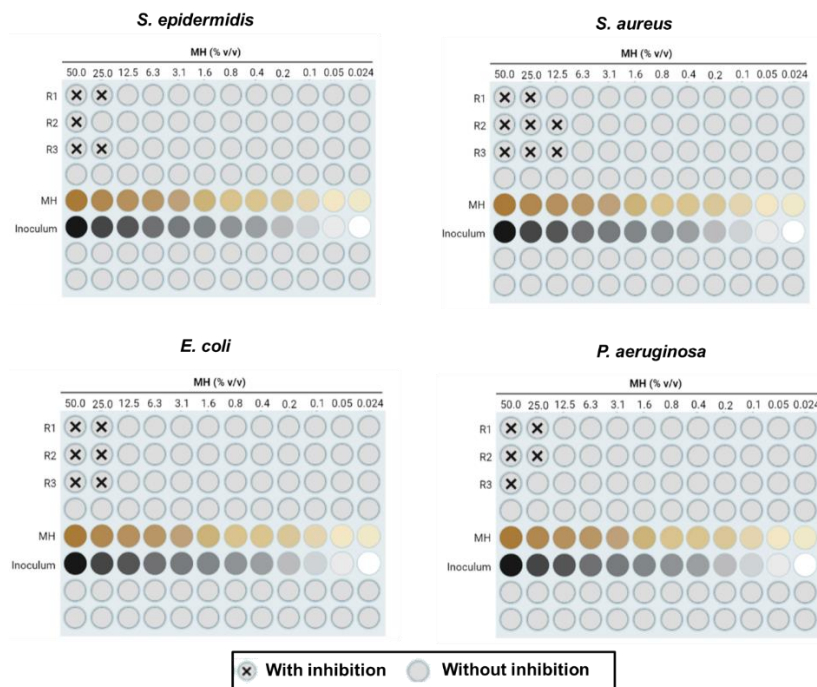 S. epidermidis
MH (% v/v)
50.0 25.0 12.5 6.3 3.1 1.6 0.8 0.4 0.2 0.1 0.05 0.024
R1
R2
R3
MH
Inoculum
S. aureus
MH (% v/v)
50.0 25.0 12.5 6.3 3.1 1.6 0.8 0.4 0.2 0.1 0.05 0.024
R1
R2
R3
MH
Inoculum
E. coli
MH (% v/v)
50.0 25.0 12.5 6.3 3.1 1.6 0.8 0.4 0.2 0.1 0.05 0.024
R1
R2
R3
MH
Inoculum
P. aeruginosa
MH (% v/v)
50.0 25.0 12.5 6.3 3.1 1.6 0.8 0.4 0.2 0.1 0.05 0.024
R1
R2
R3
MH
Inoculum
With inhibition Without inhibition